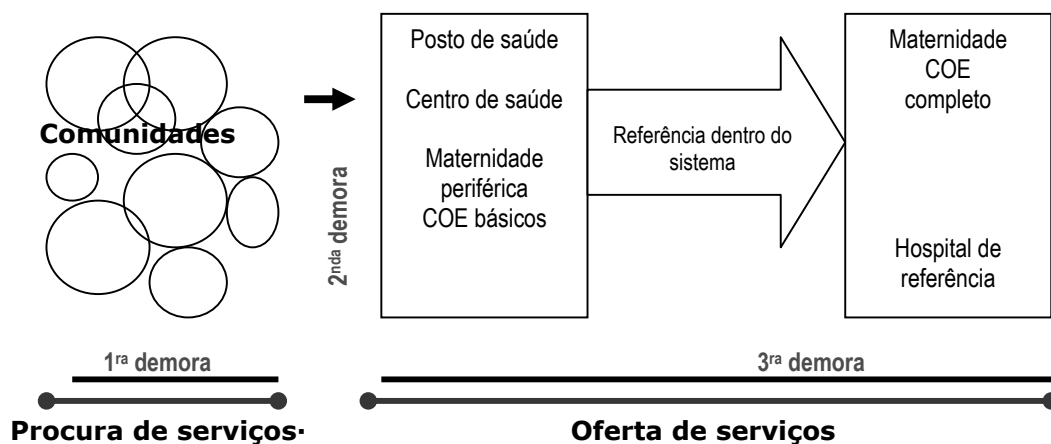 Comunidades
2nda demora
Posto de saúde
Centro de saúde
Maternidade
periférica
COE básicos
Referência dentro do
sistema
Maternidade
COE
completo
Hospital de
referência
1ra demora
3ra demora
Procura de serviços·
Oferta de serviços